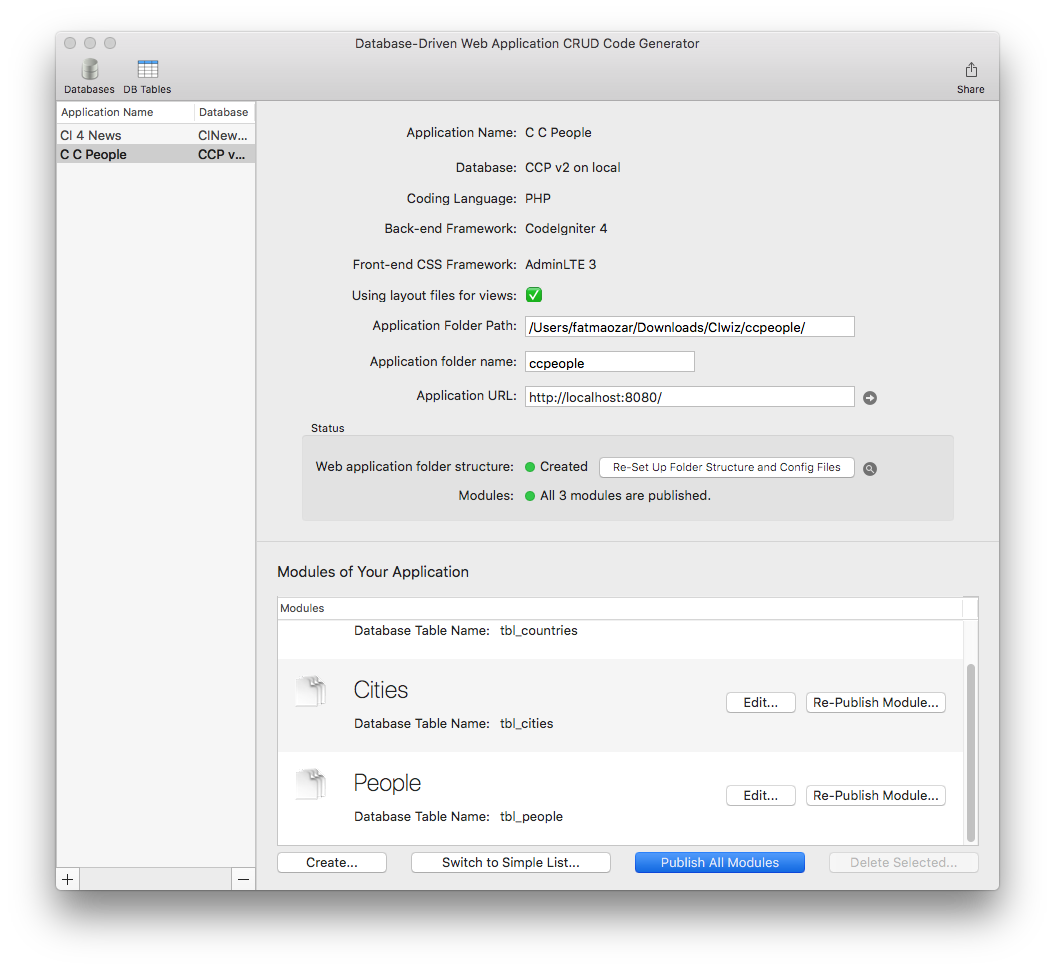 Database-Driven Web Application CRUD Code Generator
Databases DB Tables Share
Application Name Database
CI 4 News CINew...
C C People CCP v...
Application Name: C C People
Database: CCP v2 on local
Coding Language: PHP
Back-end Framework: CodeIgniter 4
Front-end CSS Framework: AdminLTE 3
Using layout files for views:
Application Folder Path: /Users/fatmaozar/Downloads/CIwiz/ccpeople/
Application folder name: ccpeople
Application URL: http://localhost:8080/
Status
Web application folder structure: Created Re-Set Up Folder Structure and Config Files
Modules: All 3 modules are published.
Modules of Your Application
Modules
Database Table Name: tbl_countries
Cities
Edit... Re-Publish Module...
Database Table Name: tbl_cities
People
Edit... Re-Publish Module...
Database Table Name: tbl_people
Create... Switch to Simple List... Publish All Modules Delete Selected...